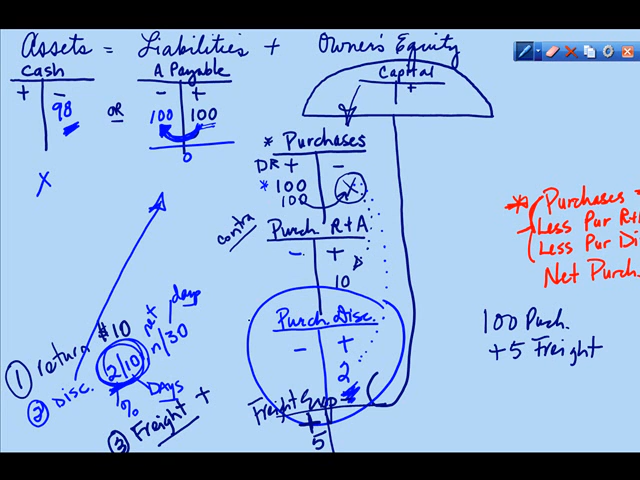 Assets = Liabilities + Owner's Equity
Cash
+ -
98
X
OR
A Payable
- +
100 100
0
Capital
+
* Purchases
DR + -
* 100 X
100
contra
Purch R+A
- +
10
Purch Disc.
- +
2
Freight Exp
+
5
1 return $10
2 Disc. 2/10 net n/30 days
% DAYS
3 Freight +
* Purchases =
- Less Pur R+A
Less Pur Di
Net Purch.
100 Purch.
+5 Freight